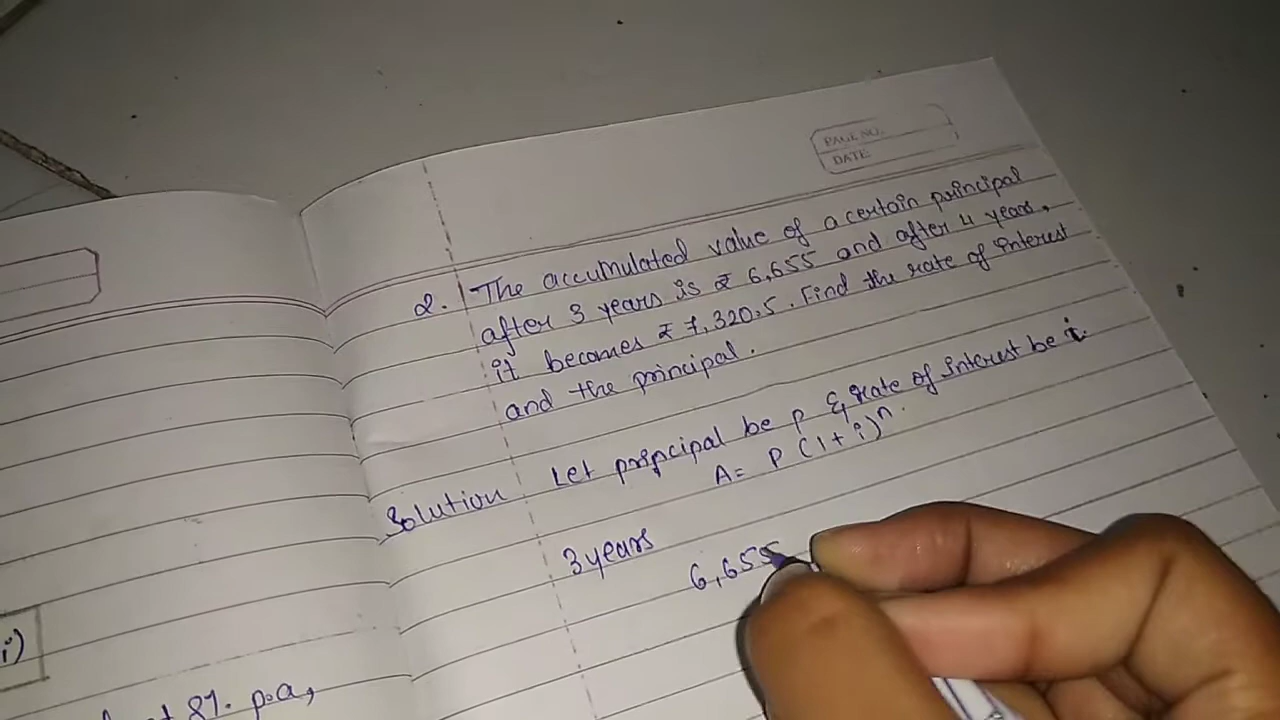 PAGE NO.
DATE
2. The accumulated value of a certain principal
after 3 years is ₹ 6,655 and after 4 years,
it becomes ₹ 7,320.5. Find the rate of interest
and the principal.
Solution Let principal be P & rate of interest be i.
A = P (1+i)^n.
3 years
6,655
i)
at 8%. p.a,